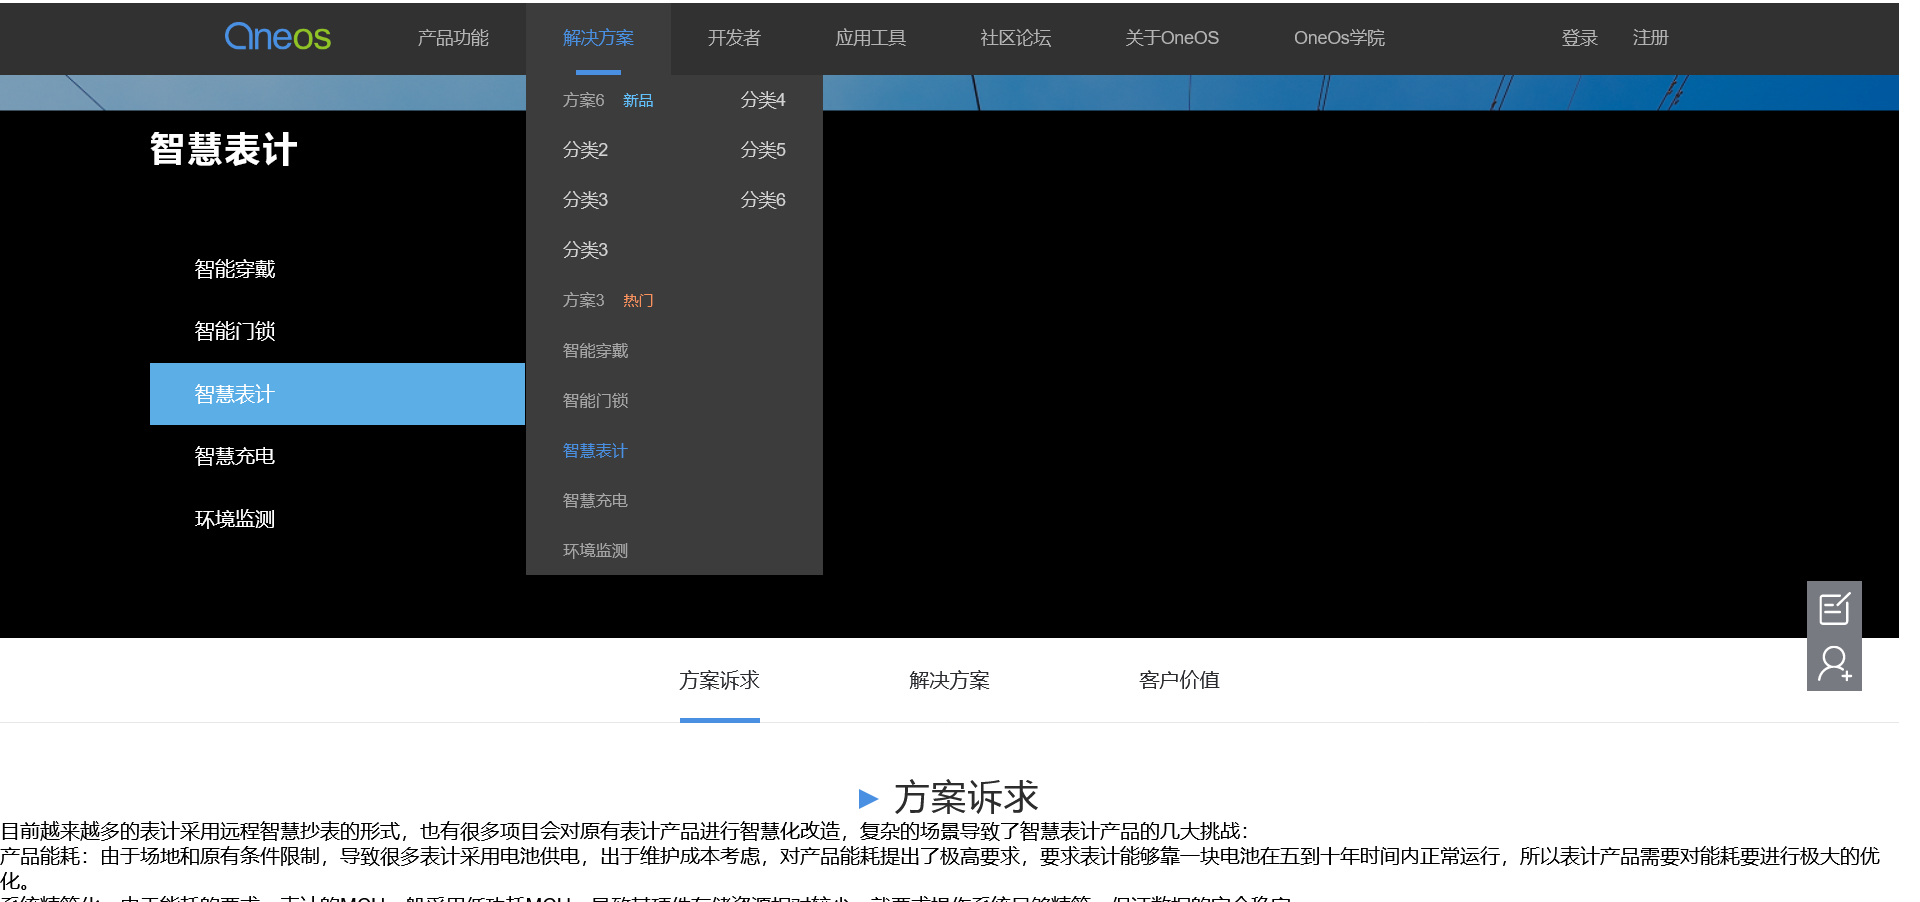 Oneos 产品功能 解决方案 开发者 应用工具 社区论坛 关于OneOS OneOs学院 登录 注册
方案6 新品 分类4
分类2 分类5
分类3 分类6
分类3
方案3 热门
智能穿戴
智能门锁
智慧表计
智慧充电
环境监测
智慧表计
智能穿戴
智能门锁
智慧表计
智慧充电
环境监测
方案诉求 解决方案 客户价值
方案诉求
目前越来越多的表计采用远程智慧抄表的形式，也有很多项目会对原有表计产品进行智慧化改造，复杂的场景导致了智慧表计产品的几大挑战：
产品能耗：由于场地和原有条件限制，导致很多表计采用电池供电，出于维护成本考虑，对产品能耗提出了极高要求，要求表计能够靠一块电池在五到十年时间内正常运行，所以表计产品需要对能耗要进行极大的优
化。